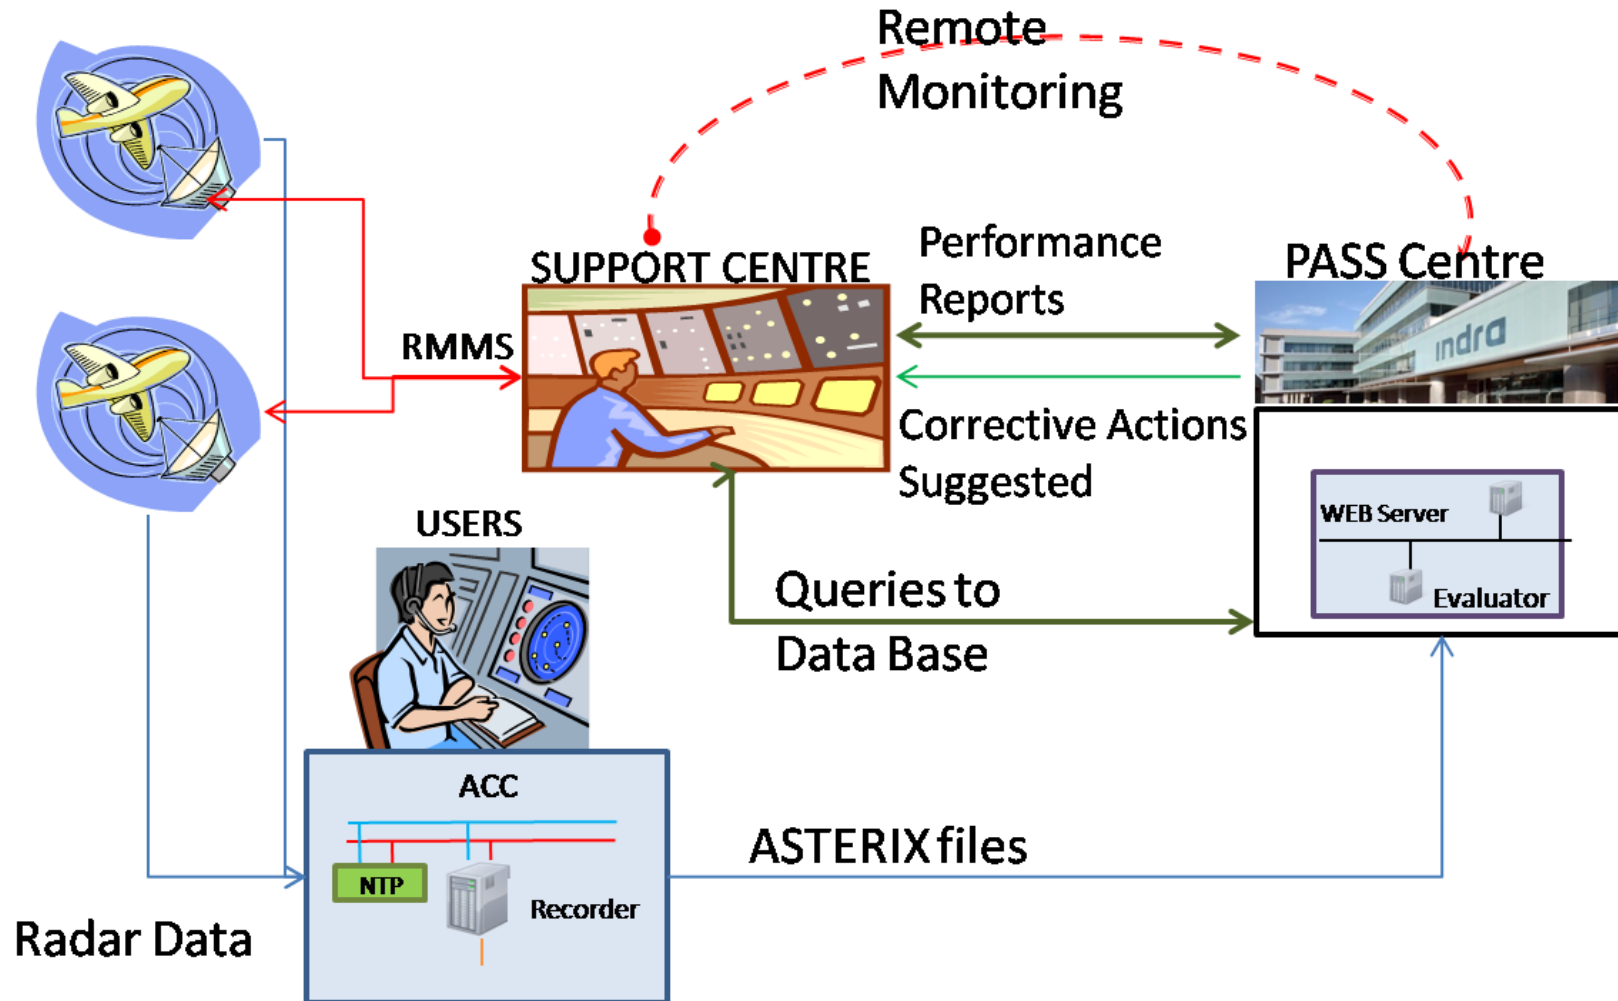 Remote
Monitoring
SUPPORT CENTRE
Performance
Reports
PASS Centre
indra
RMMS
Corrective Actions
Suggested
USERS
WEB Server
Evaluator
Queries to
Data Base
ACC
NTP
Recorder
ASTERIX files
Radar Data